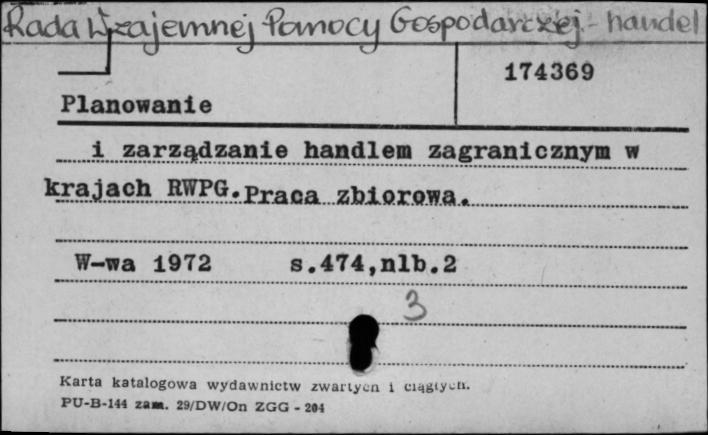 Rada Wzajemnej Pomocy Gospodarczej - handel
174369
Planowanie
i zarządzanie handlem zagranicznym w
krajach RWPG. Praca zbiorowa.
W-wa 1972 s.474,nlb.2
3
Karta katalogowa wydawnictw zwartych i ciągłych.
PU-B-144 zam. 29/DW/On ZGG - 204